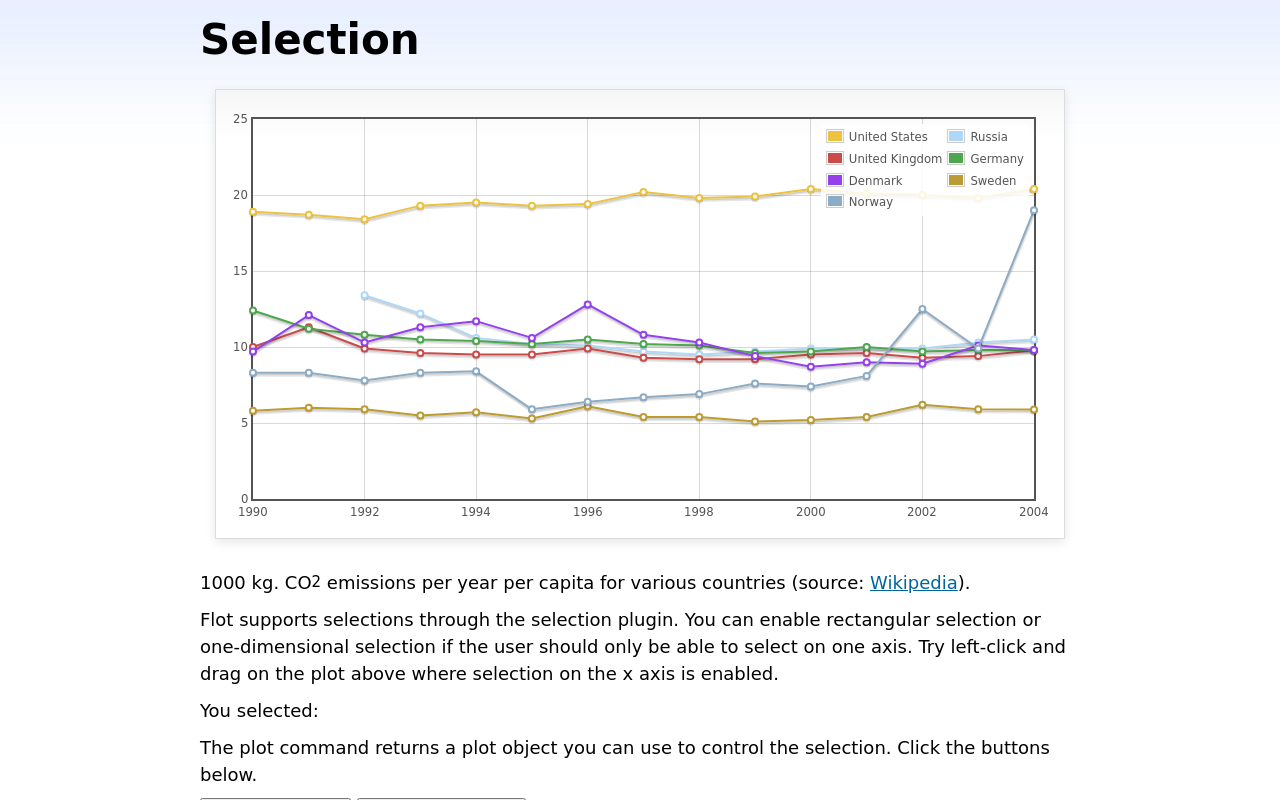 Selection
25
20
15
10
5
0
1990 1992 1994 1996 1998 2000 2002 2004
United States Russia
United Kingdom Germany
Denmark Sweden
Norway
1000 kg. CO2 emissions per year per capita for various countries (source: Wikipedia).
Flot supports selections through the selection plugin. You can enable rectangular selection or
one-dimensional selection if the user should only be able to select on one axis. Try left-click and
drag on the plot above where selection on the x axis is enabled.
You selected:
The plot command returns a plot object you can use to control the selection. Click the buttons
below.